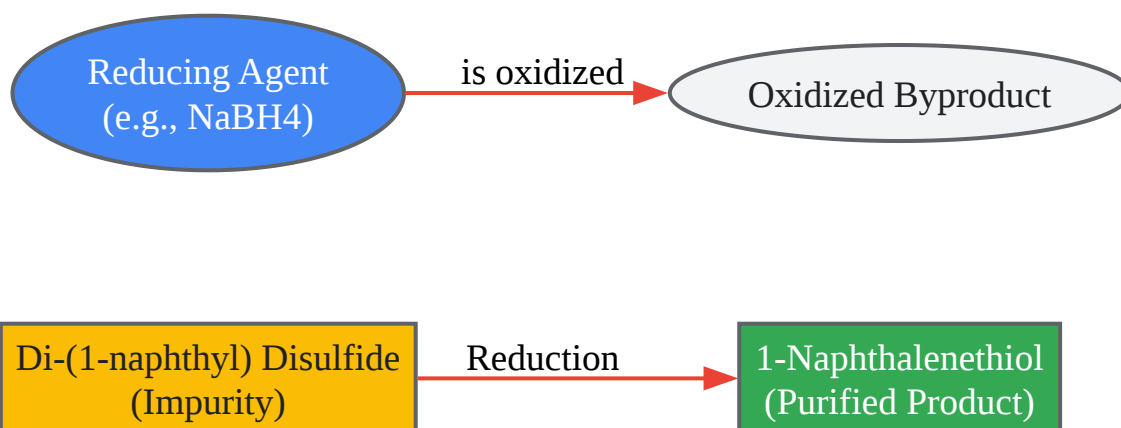 Reducing Agent
(e.g., NaBH4)
is oxidized
Oxidized Byproduct
Di-(1-naphthyl) Disulfide
(Impurity)
Reduction
1-Naphthalenethiol
(Purified Product)